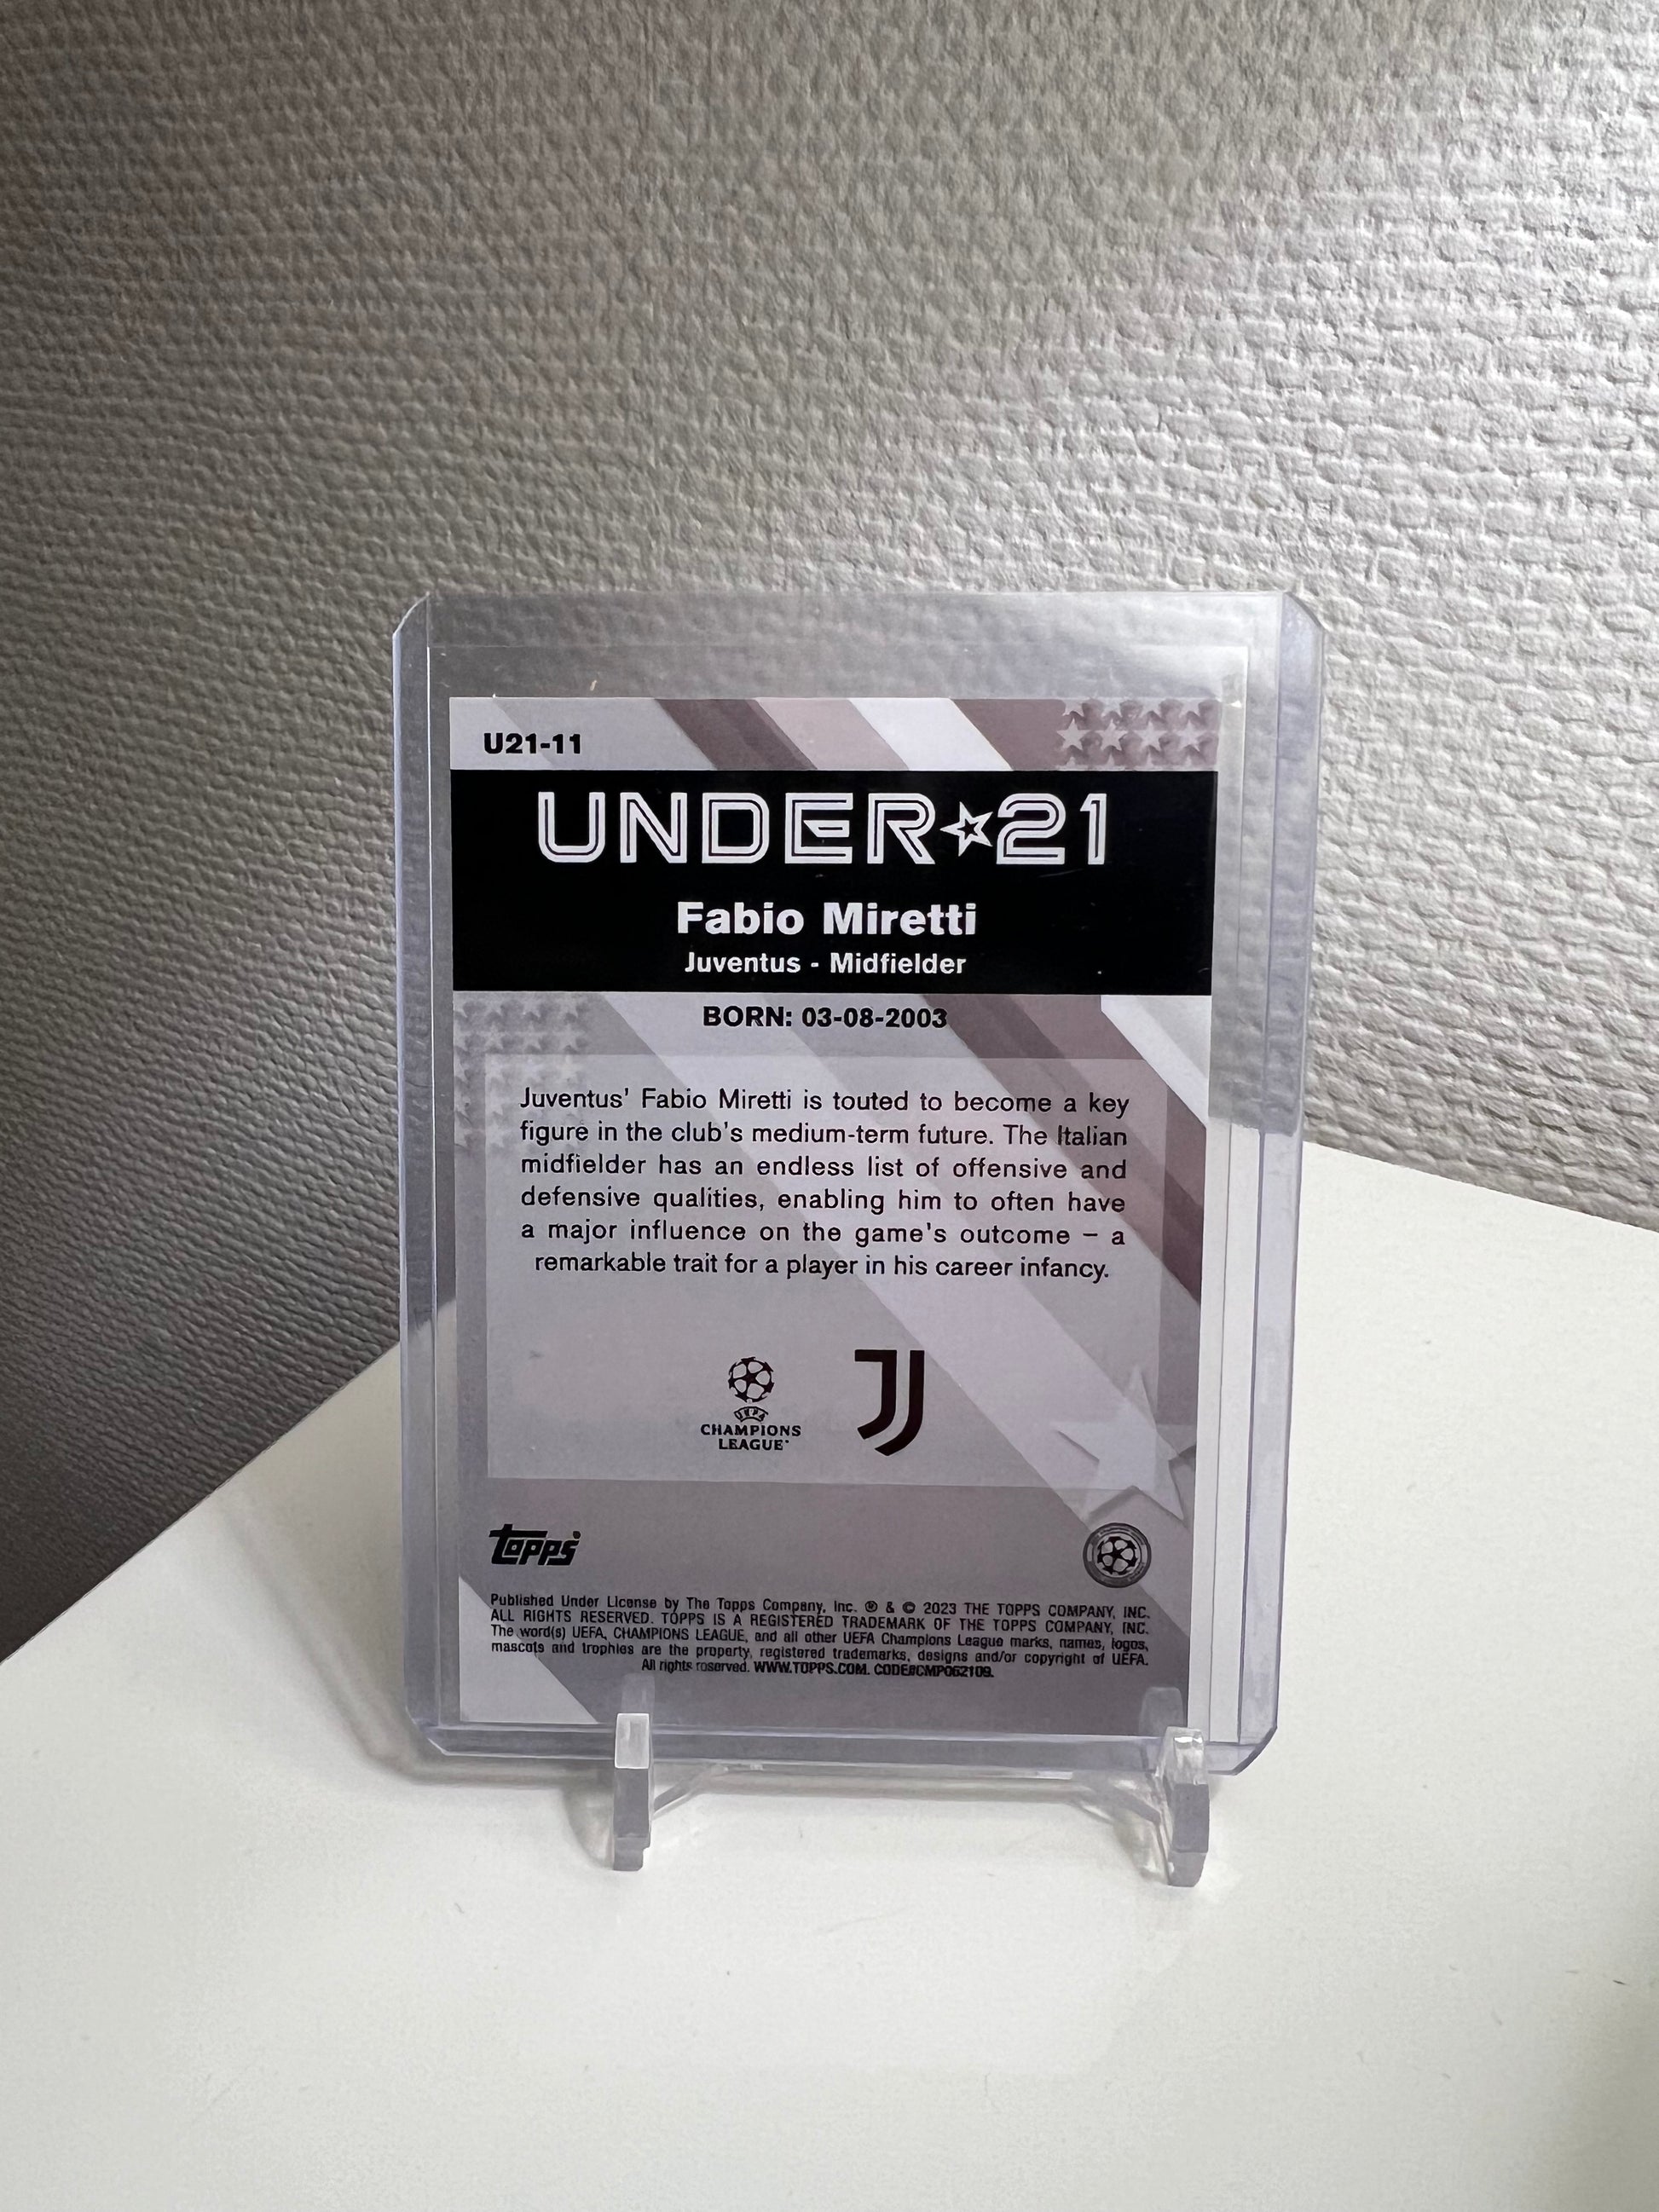 U21-11
UNDER★21
Fabio Miretti
Juventus - Midfielder
BORN: 03-08-2003
Juventus' Fabio Miretti is touted to become a key
figure in the club's medium-term future. The Italian
midfielder has an endless list of offensive and
defensive qualities, enabling him to often have
a major influence on the game's outcome – a
remarkable trait for a player in his career infancy.
UEFA
CHAMPIONS
LEAGUE
topps
Published Under License by The Topps Company, Inc. ® & © 2023 THE TOPPS COMPANY, INC.
ALL RIGHTS RESERVED. TOPPS IS A REGISTERED TRADEMARK OF THE TOPPS COMPANY, INC.
The word(s) UEFA, CHAMPIONS LEAGUE, and all other UEFA Champions League marks, names, logos,
mascots and trophies are the property, registered trademarks, designs and/or copyright of UEFA.
All rights reserved. WWW.TOPPS.COM. CODE#CMP062109.